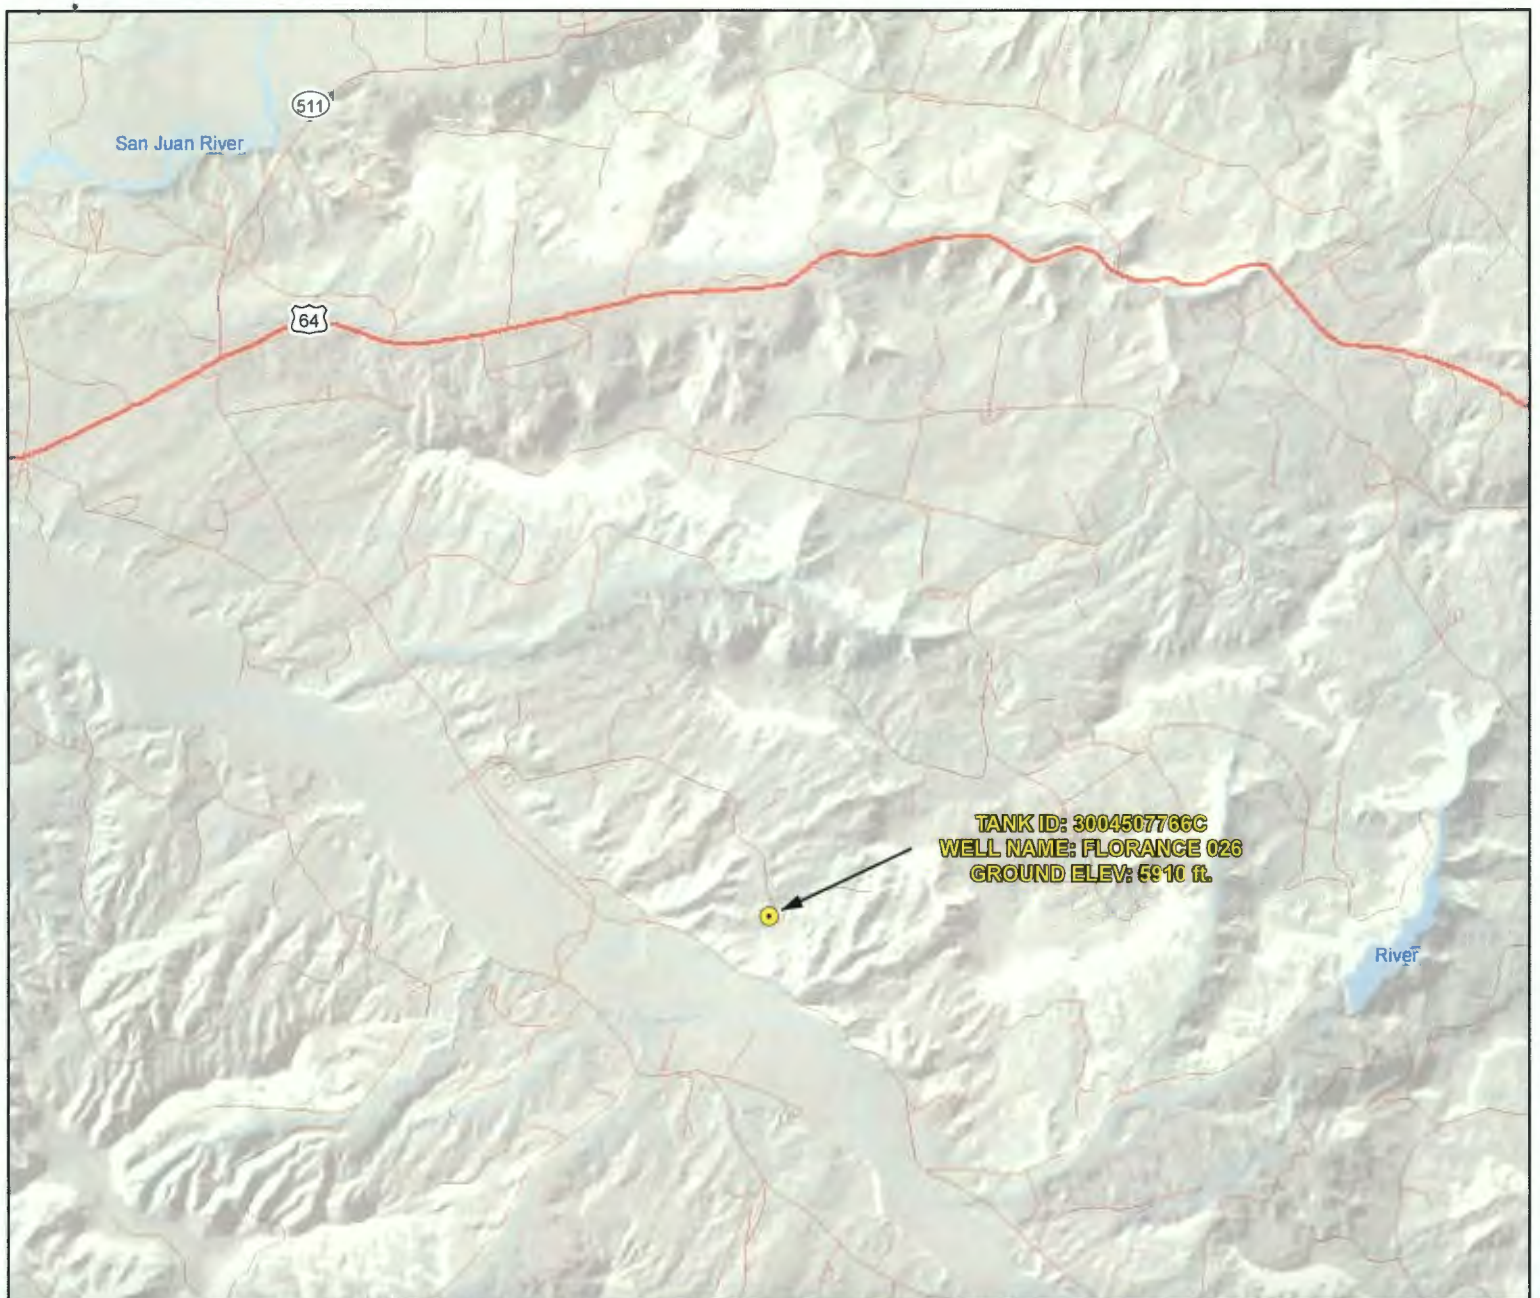 511
San Juan River
64
TANK ID: 3004507766C
WELL NAME: FLORANCE 026
GROUND ELEV: 5910 ft.
River